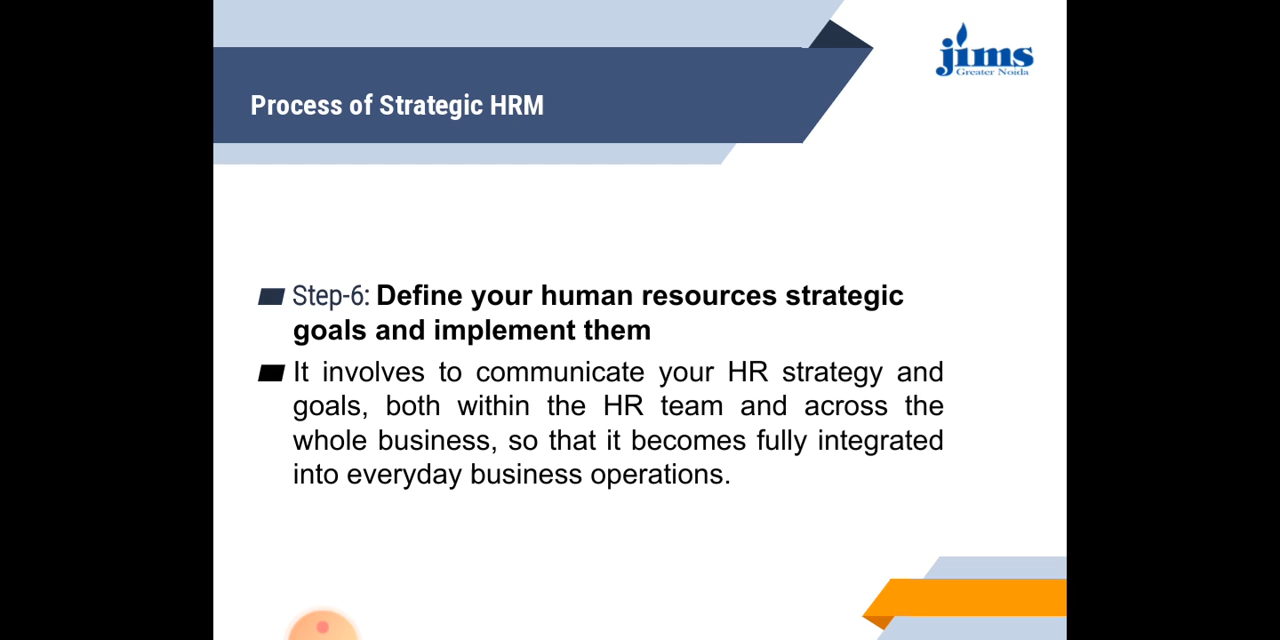 jims
Greater Noida
Process of Strategic HRM
Step-6: Define your human resources strategic
goals and implement them
It involves to communicate your HR strategy and
goals, both within the HR team and across the
whole business, so that it becomes fully integrated
into everyday business operations.